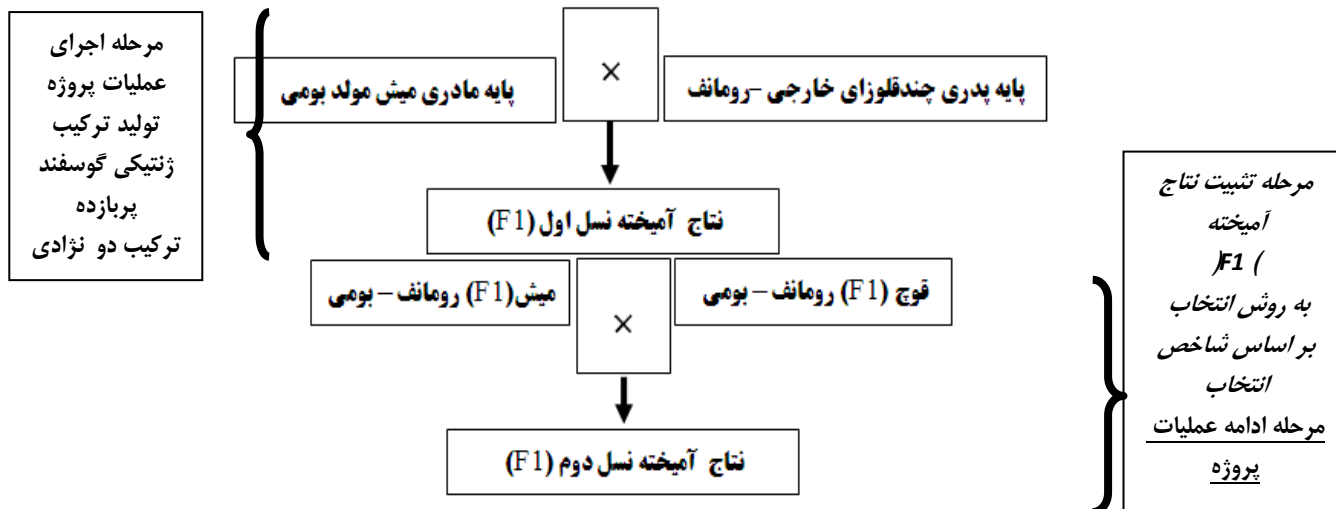 مرحله اجرای
عملیات پروژه
تولید ترکیب
ژنتیکی گوسفند
پربازده
ترکیب دو نژادی
×
پایه پدری چندقلوزای خارجی –رومانف
پایه مادری میش مولد بومی
نتاج آمیخته نسل اول (F1)
قوچ (F1) رومانف – بومی
میش(F1) رومانف – بومی
×
نتاج آمیخته نسل دوم (F1)
مرحله تثبیت نتاج
آمیخته
)F1 (
به روش انتخاب
بر اساس شاخص
انتخاب
مرحله ادامه عملیات
پروژه